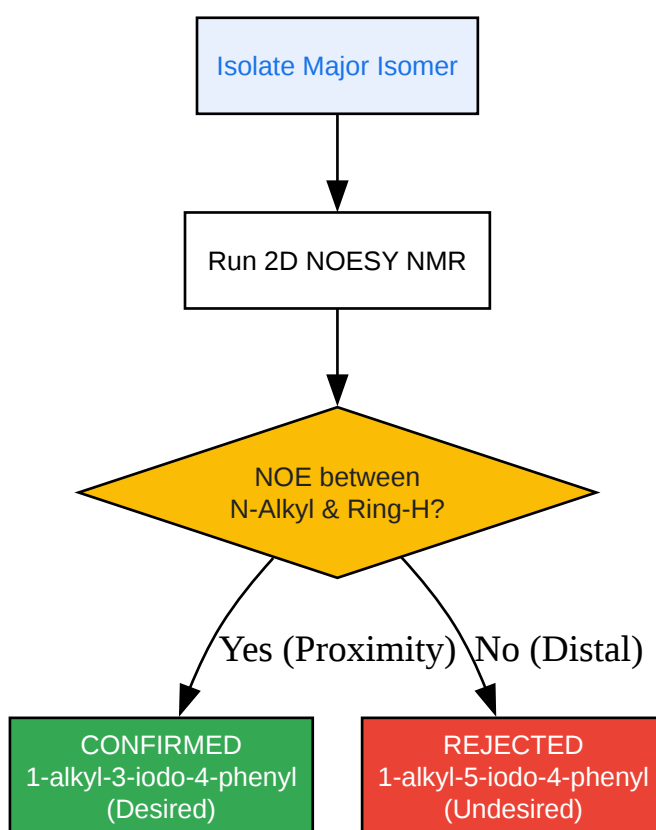 Isolate Major Isomer
Run 2D NOESY NMR
NOE between
N-Alkyl & Ring-H?
Yes (Proximity)
No (Distal)
CONFIRMED
1-alkyl-3-iodo-4-phenyl
(Desired)
REJECTED
1-alkyl-5-iodo-4-phenyl
(Undesired)